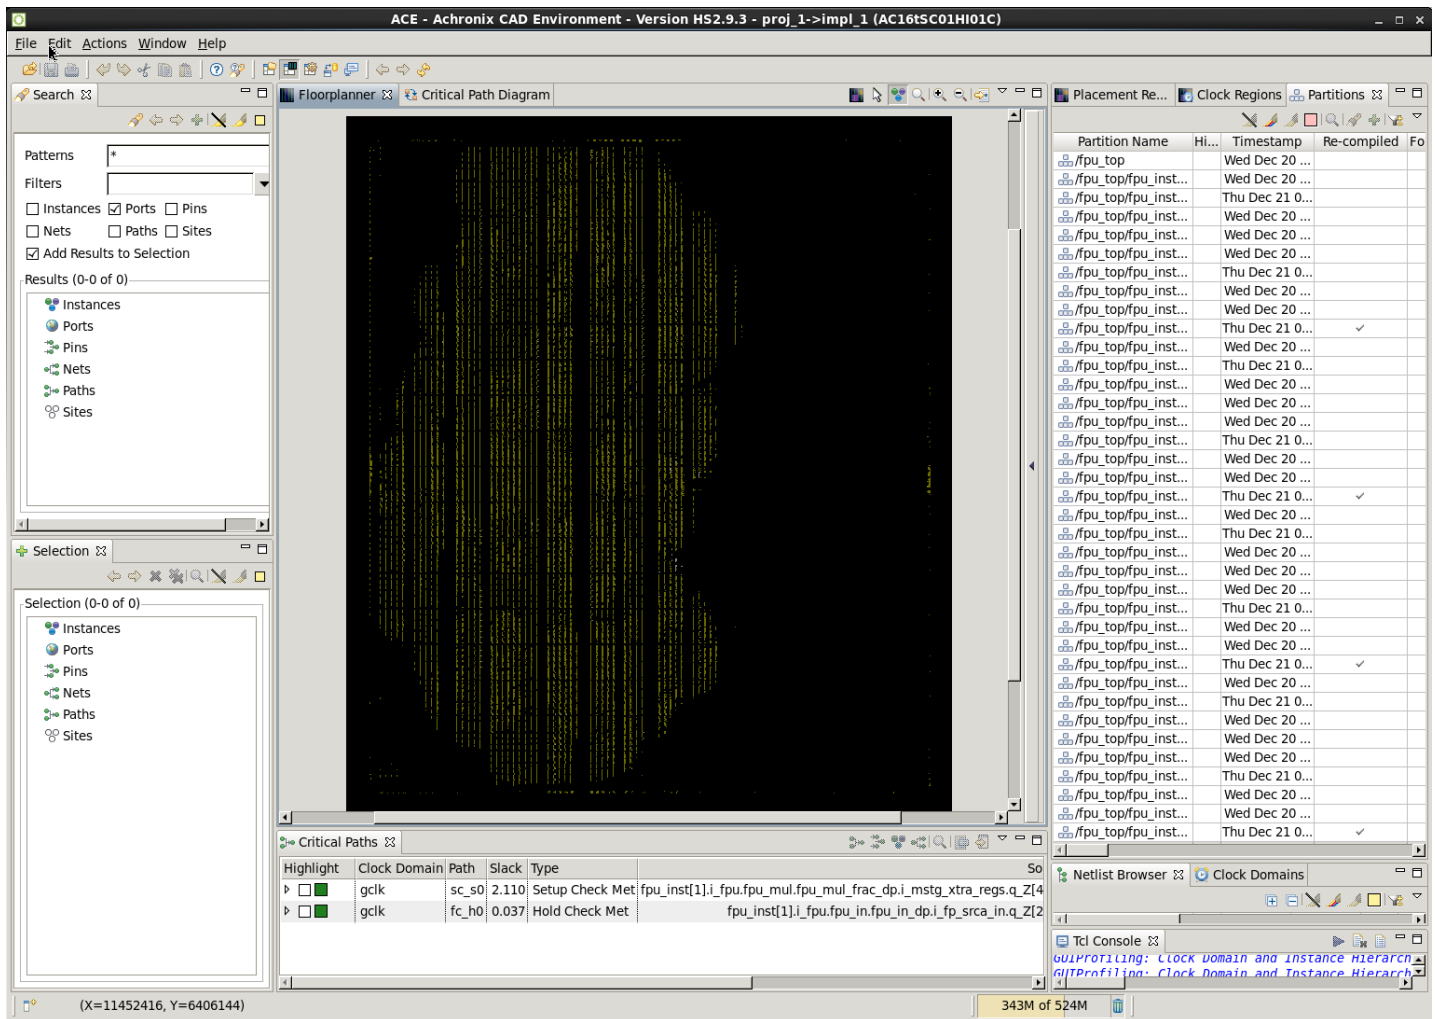 ACE - Achronix CAD Environment - Version HS2.9.3 - proj_1->impl_1 (AC16tSC01HI01C)
File Edit Actions Window Help
Search
Patterns *
Filters
Instances Ports Pins
Nets Paths Sites
Add Results to Selection
Results (0-0 of 0)
Instances
Ports
Pins
Nets
Paths
Sites
Selection
Selection (0-0 of 0)
Instances
Ports
Pins
Nets
Paths
Sites
Floorplanner Critical Path Diagram
Critical Paths
Highlight Clock Domain Path Slack Type So
gclk sc_s0 2.110 Setup Check Met fpu_inst[1].i_fpu.fpu_mul.fpu_mul_frac_dp.i_mstg_xtra_regs.q_Z[4
gclk fc_h0 0.037 Hold Check Met fpu_inst[1].i_fpu.fpu_in.fpu_in_dp.i_fp_srca_in.q_Z[2
Placement Re... Clock Regions Partitions
Partition Name Hi... Timestamp Re-compiled Fo
/fpu_top Wed Dec 20 ...
/fpu_top/fpu_inst... Wed Dec 20 ...
/fpu_top/fpu_inst... Thu Dec 21 0...
/fpu_top/fpu_inst... Wed Dec 20 ...
/fpu_top/fpu_inst... Wed Dec 20 ...
/fpu_top/fpu_inst... Wed Dec 20 ...
/fpu_top/fpu_inst... Thu Dec 21 0...
/fpu_top/fpu_inst... Wed Dec 20 ...
/fpu_top/fpu_inst... Wed Dec 20 ...
/fpu_top/fpu_inst... Thu Dec 21 0... ✓
/fpu_top/fpu_inst... Wed Dec 20 ...
/fpu_top/fpu_inst... Thu Dec 21 0...
/fpu_top/fpu_inst... Wed Dec 20 ...
/fpu_top/fpu_inst... Wed Dec 20 ...
/fpu_top/fpu_inst... Wed Dec 20 ...
/fpu_top/fpu_inst... Thu Dec 21 0...
/fpu_top/fpu_inst... Wed Dec 20 ...
/fpu_top/fpu_inst... Wed Dec 20 ...
/fpu_top/fpu_inst... Thu Dec 21 0... ✓
/fpu_top/fpu_inst... Wed Dec 20 ...
/fpu_top/fpu_inst... Thu Dec 21 0...
/fpu_top/fpu_inst... Wed Dec 20 ...
/fpu_top/fpu_inst... Wed Dec 20 ...
/fpu_top/fpu_inst... Wed Dec 20 ...
/fpu_top/fpu_inst... Thu Dec 21 0...
/fpu_top/fpu_inst... Wed Dec 20 ...
/fpu_top/fpu_inst... Wed Dec 20 ...
/fpu_top/fpu_inst... Thu Dec 21 0... ✓
/fpu_top/fpu_inst... Wed Dec 20 ...
/fpu_top/fpu_inst... Thu Dec 21 0...
/fpu_top/fpu_inst... Wed Dec 20 ...
/fpu_top/fpu_inst... Wed Dec 20 ...
/fpu_top/fpu_inst... Wed Dec 20 ...
/fpu_top/fpu_inst... Thu Dec 21 0...
/fpu_top/fpu_inst... Wed Dec 20 ...
/fpu_top/fpu_inst... Wed Dec 20 ...
/fpu_top/fpu_inst... Thu Dec 21 0... ✓
Netlist Browser Clock Domains
Tcl Console
GUIProfiling: Clock Domain and Instance Hierarch
GUIProfiling: Clock Domain and Instance Hierarch
(X=11452416, Y=6406144)
343M of 524M